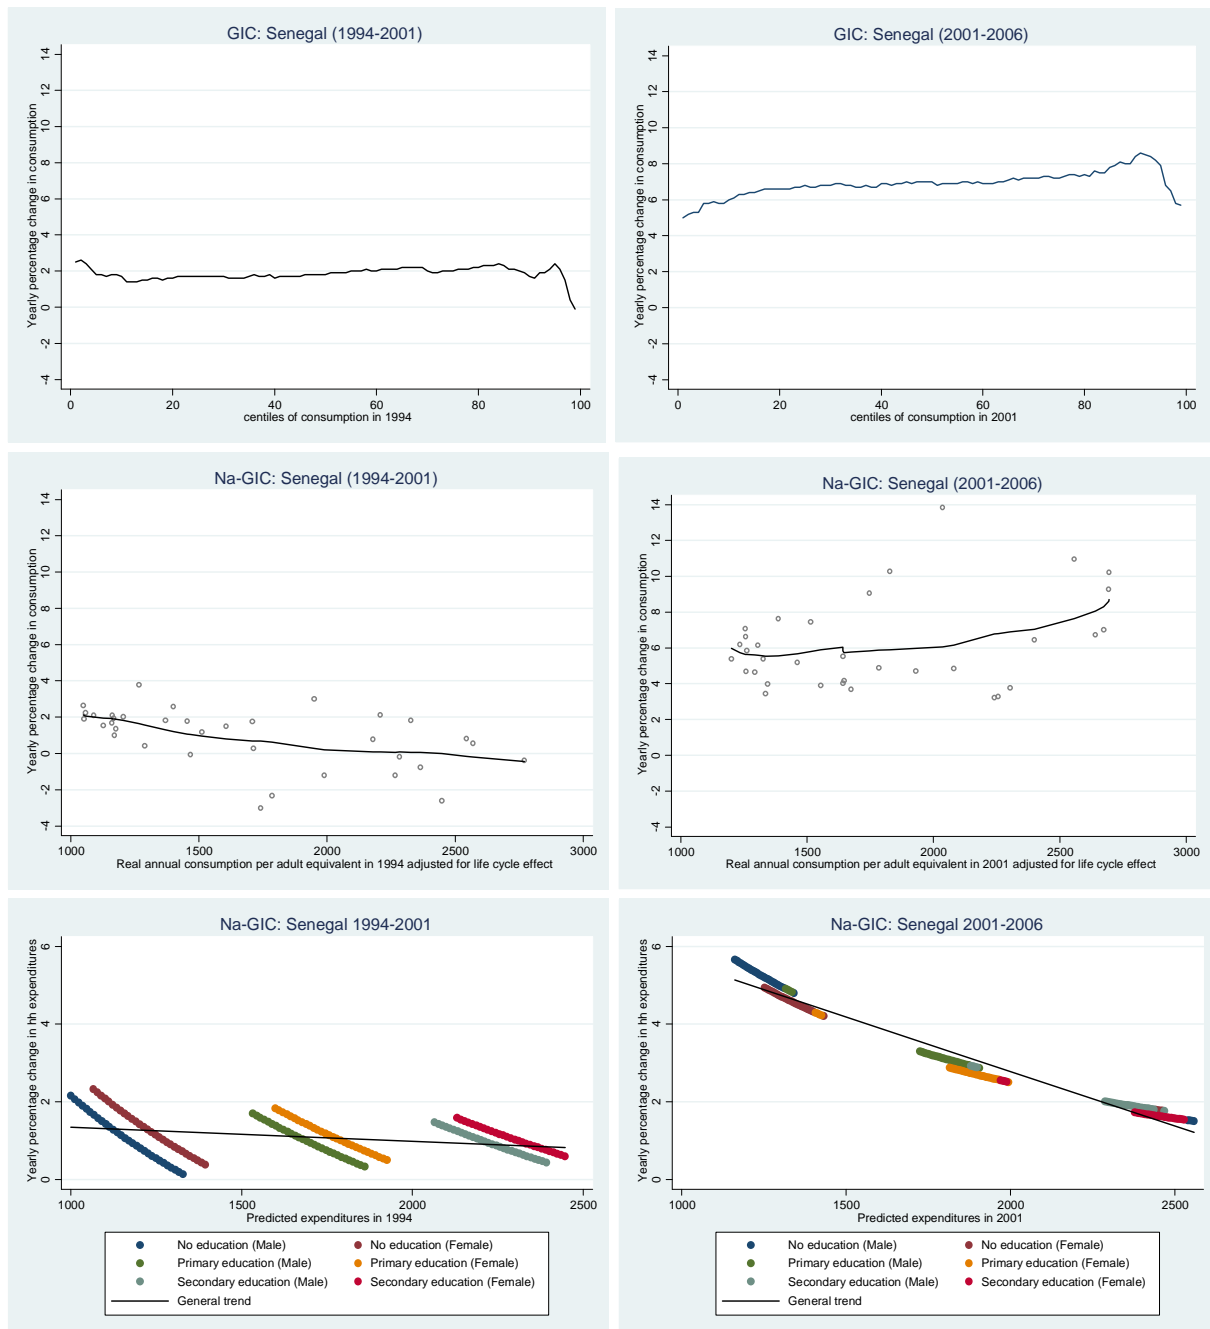 GIC: Senegal (1994-2001)
Yearly percentage change in consumption
14
12
10
8
6
4
2
0
-2
-4
0 20 40 60 80 100
centiles of consumption in 1994
GIC: Senegal (2001-2006)
Yearly percentage change in consumption
14
12
10
8
6
4
2
0
-2
-4
0 20 40 60 80 100
centiles of consumption in 2001
Na-GIC: Senegal (1994-2001)
Yearly percentage change in consumption
14
12
10
8
6
4
2
0
-2
-4
1000 1500 2000 2500 3000
Real annual consumption per adult equivalent in 1994 adjusted for life cycle effect
Na-GIC: Senegal (2001-2006)
Yearly percentage change in consumption
14
12
10
8
6
4
2
0
-2
-4
1000 1500 2000 2500 3000
Real annual consumption per adult equivalent in 2001 adjusted for life cycle effect
Na-GIC: Senegal 1994-2001
Yearly percentage change in hh expenditures
6
4
2
0
1000 1500 2000 2500
Predicted expenditures in 1994
No education (Male) No education (Female)
Primary education (Male) Primary education (Female)
Secondary education (Male) Secondary education (Female)
General trend
Na-GIC: Senegal 2001-2006
Yearly percentage change in hh expenditures
6
4
2
0
1000 1500 2000 2500
Predicted expenditures in 2001
No education (Male) No education (Female)
Primary education (Male) Primary education (Female)
Secondary education (Male) Secondary education (Female)
General trend